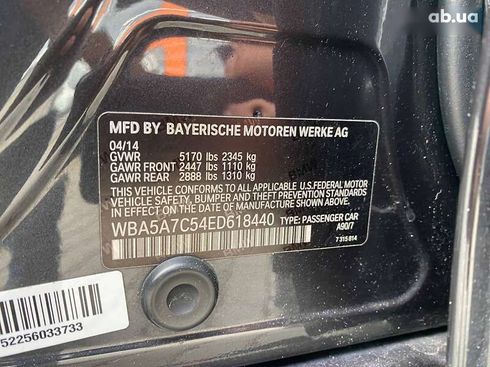 ab.ua
MFD BY BAYERISCHE MOTOREN WERKE AG
04/14
GVWR 5170 lbs 2345 kg
GAWR FRONT 2447 lbs 1110 kg
GAWR REAR 2888 lbs 1310 kg
THIS VEHICLE CONFORMS TO ALL APPLICABLE U.S.FEDERAL MOTOR
VEHICLE SAFETY, BUMPER, AND THEFT PREVENTION STANDARDS
IN EFFECT ON THE DATE OF MANUFACTURE SHOWN ABOVE.
WBA5A7C54ED618440 TYPE: PASSENGER CAR
A90/7
7 315 614
52256033733